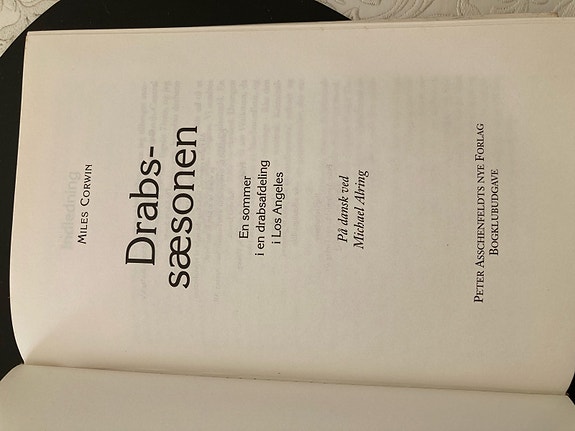 MILES CORWIN
Drabs-
sæsonen
En sommer
i en drabsafdeling
i Los Angeles
På dansk ved
Michael Alring
PETER ASSCHENFELDTS NYE FORLAG
BOGKLUBUDGAVE